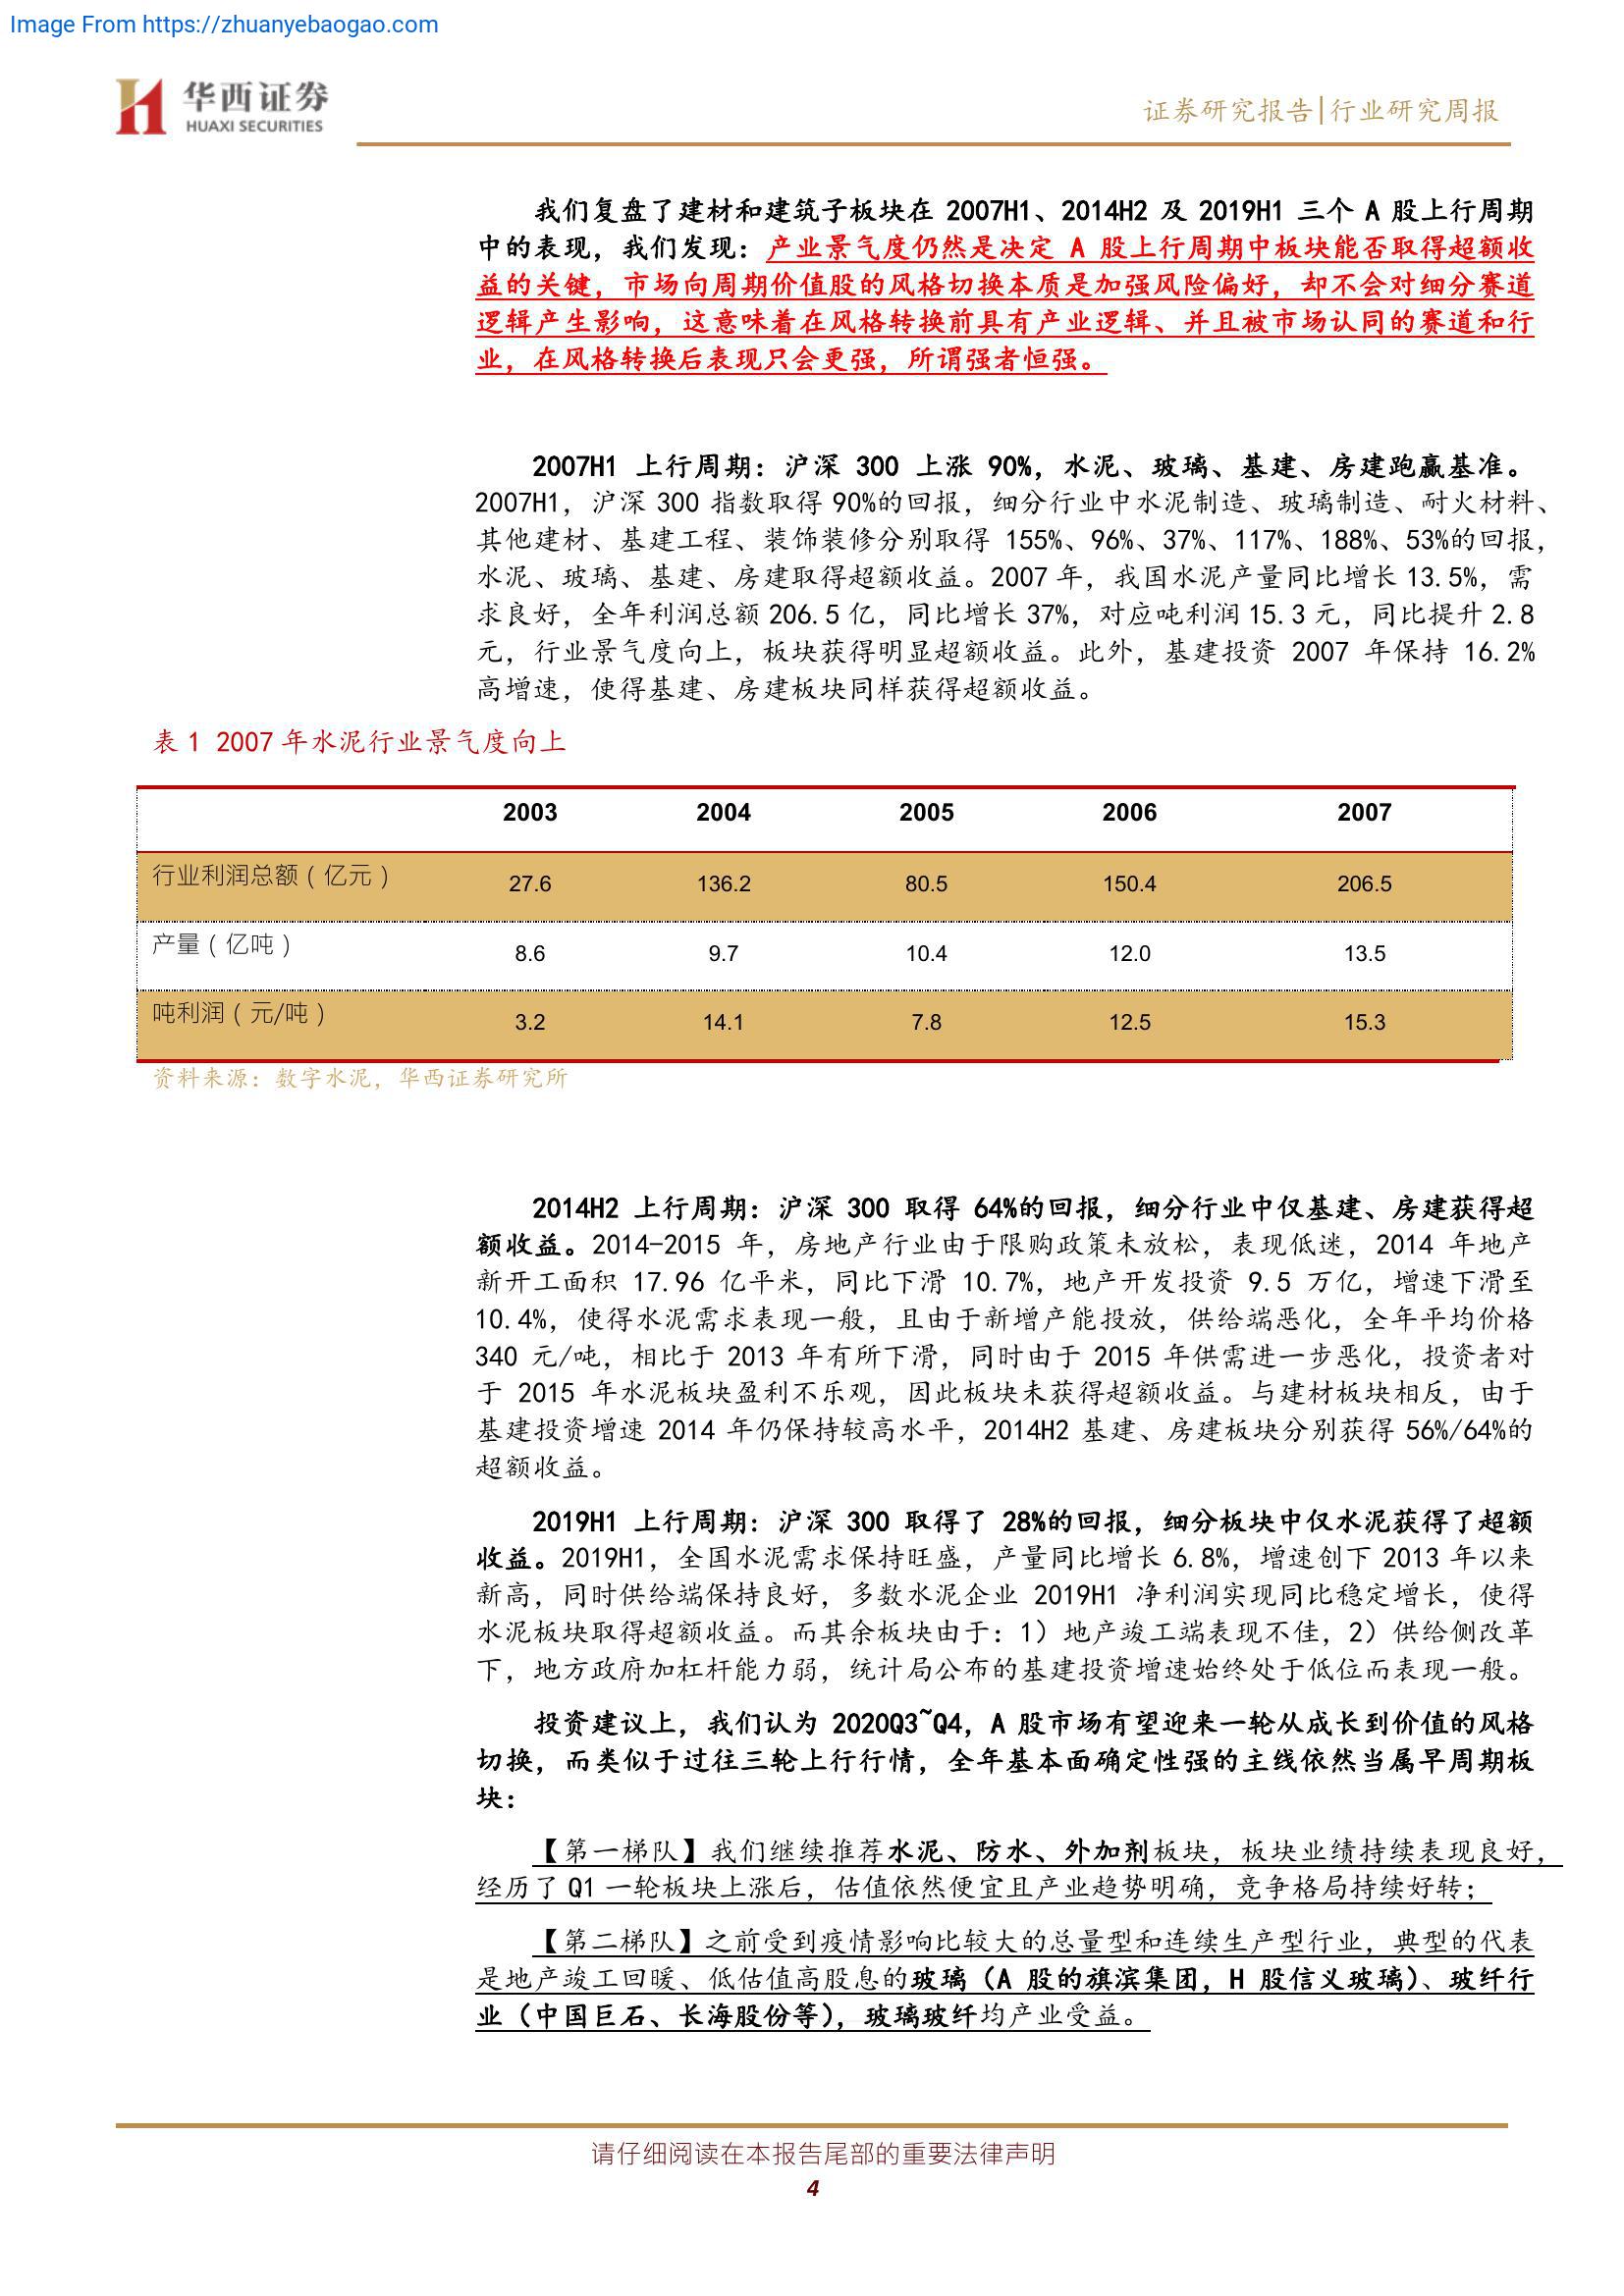 Image From https://zhuanyebaogao.com
华西证券
HUAXI SECURITIES
证券研究报告|行业研究周报
我们复盘了建材和建筑子板块在 2007H1、2014H2 及 2019H1 三个 A 股上行周期
中的表现，我们发现：产业景气度仍然是决定 A 股上行周期中板块能否取得超额收
益的关键，市场向周期价值股的风格切换本质是加强风险偏好，却不会对细分赛道
逻辑产生影响，这意味着在风格转换前具有产业逻辑、并且被市场认同的赛道和行
业，在风格转换后表现只会更强，所谓强者恒强。
2007H1 上行周期：沪深 300 上涨 90%，水泥、玻璃、基建、房建跑赢基准。
2007H1，沪深 300 指数取得 90%的回报，细分行业中水泥制造、玻璃制造、耐火材料、
其他建材、基建工程、装饰装修分别取得 155%、96%、37%、117%、188%、53%的回报，
水泥、玻璃、基建、房建取得超额收益。2007 年，我国水泥产量同比增长 13.5%，需
求良好，全年利润总额 206.5 亿，同比增长 37%，对应吨利润 15.3 元，同比提升 2.8
元，行业景气度向上，板块获得明显超额收益。此外，基建投资 2007 年保持 16.2%
高增速，使得基建、房建板块同样获得超额收益。
表 1 2007 年水泥行业景气度向上
2003 2004 2005 2006 2007
行业利润总额（亿元） 27.6 136.2 80.5 150.4 206.5
产量（亿吨） 8.6 9.7 10.4 12.0 13.5
吨利润（元/吨） 3.2 14.1 7.8 12.5 15.3
资料来源：数字水泥，华西证券研究所
2014H2 上行周期：沪深 300 取得 64%的回报，细分行业中仅基建、房建获得超
额收益。2014-2015 年，房地产行业由于限购政策未放松，表现低迷，2014 年地产
新开工面积 17.96 亿平米，同比下滑 10.7%，地产开发投资 9.5 万亿，增速下滑至
10.4%，使得水泥需求表现一般，且由于新增产能投放，供给端恶化，全年平均价格
340 元/吨，相比于 2013 年有所下滑，同时由于 2015 年供需进一步恶化，投资者对
于 2015 年水泥板块盈利不乐观，因此板块未获得超额收益。与建材板块相反，由于
基建投资增速 2014 年仍保持较高水平，2014H2 基建、房建板块分别获得 56%/64%的
超额收益。
2019H1 上行周期：沪深 300 取得了 28%的回报，细分板块中仅水泥获得了超额
收益。2019H1，全国水泥需求保持旺盛，产量同比增长 6.8%，增速创下 2013 年以来
新高，同时供给端保持良好，多数水泥企业 2019H1 净利润实现同比稳定增长，使得
水泥板块取得超额收益。而其余板块由于：1）地产竣工端表现不佳，2）供给侧改革
下，地方政府加杠杆能力弱，统计局公布的基建投资增速始终处于低位而表现一般。
投资建议上，我们认为 2020Q3~Q4，A 股市场有望迎来一轮从成长到价值的风格
切换，而类似于过往三轮上行行情，全年基本面确定性强的主线依然当属早周期板
块：
【第一梯队】我们继续推荐水泥、防水、外加剂板块，板块业绩持续表现良好，
经历了 Q1 一轮板块上涨后，估值依然便宜且产业趋势明确，竞争格局持续好转；
【第二梯队】之前受到疫情影响比较大的总量型和连续生产型行业，典型的代表
是地产竣工回暖、低估值高股息的玻璃（A 股的旗滨集团，H 股信义玻璃）、玻纤行
业（中国巨石、长海股份等），玻璃玻纤均产业受益。
请仔细阅读在本报告尾部的重要法律声明
4